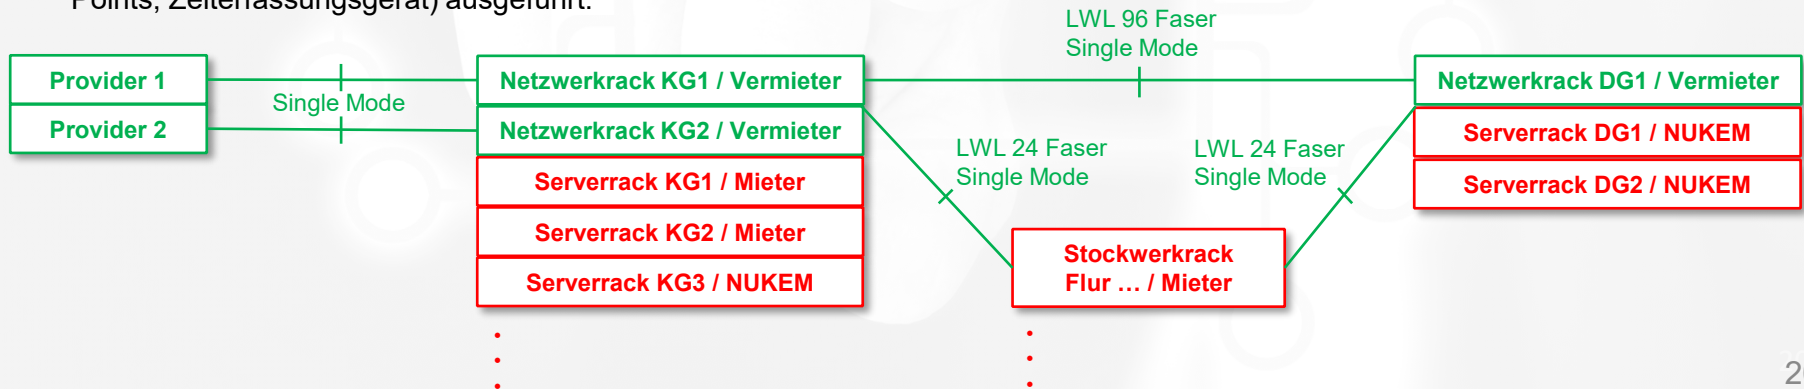 Points, Zeiterfassungsgerät) ausgeführt.
LWL 96 Faser
Single Mode
Provider 1
Netzwerkrack KG1 / Vermieter
Netzwerkrack DG1 / Vermieter
Single Mode
Provider 2
Netzwerkrack KG2 / Vermieter
Serverrack DG1 / NUKEM
LWL 24 Faser
Single Mode
LWL 24 Faser
Single Mode
Serverrack KG1 / Mieter
Serverrack DG2 / NUKEM
Serverrack KG2 / Mieter
Stockwerkrack
Flur … / Mieter
Serverrack KG3 / NUKEM